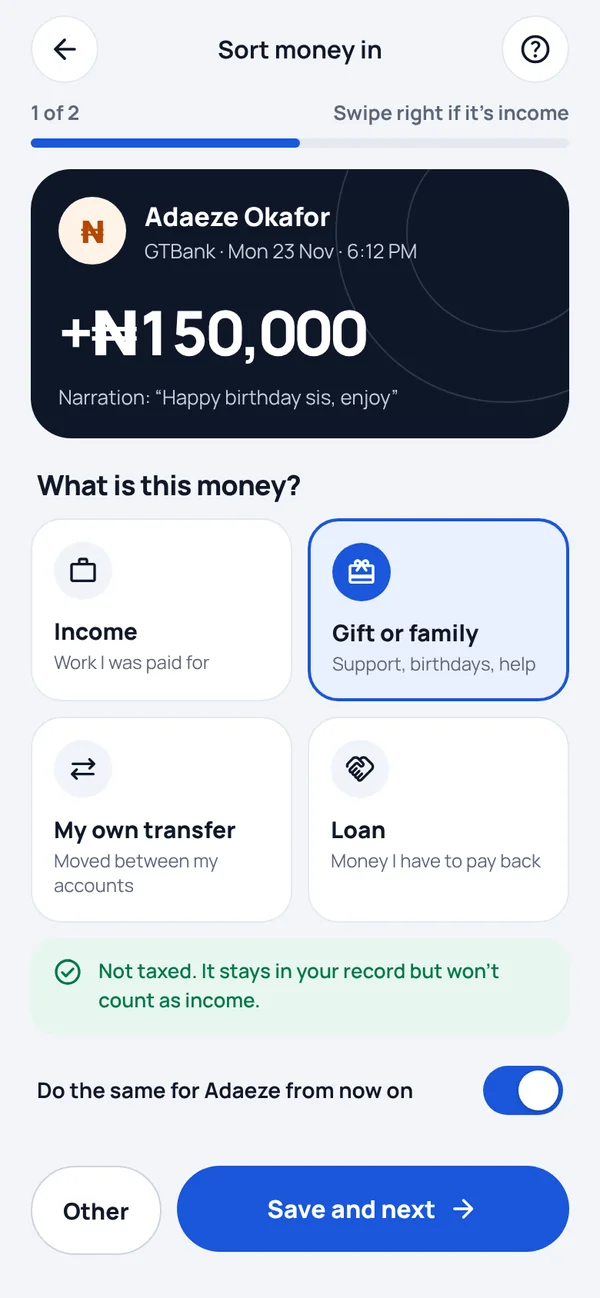 Sort money in
1 of 2
Swipe right if it's income
₦
Adaeze Okafor
GTBank · Mon 23 Nov · 6:12 PM
+₦150,000
Narration: “Happy birthday sis, enjoy”
What is this money?
Income
Work I was paid for
Gift or family
Support, birthdays, help
My own transfer
Moved between my
accounts
Loan
Money I have to pay back
Not taxed. It stays in your record but won't
count as income.
Do the same for Adaeze from now on
Other
Save and next →